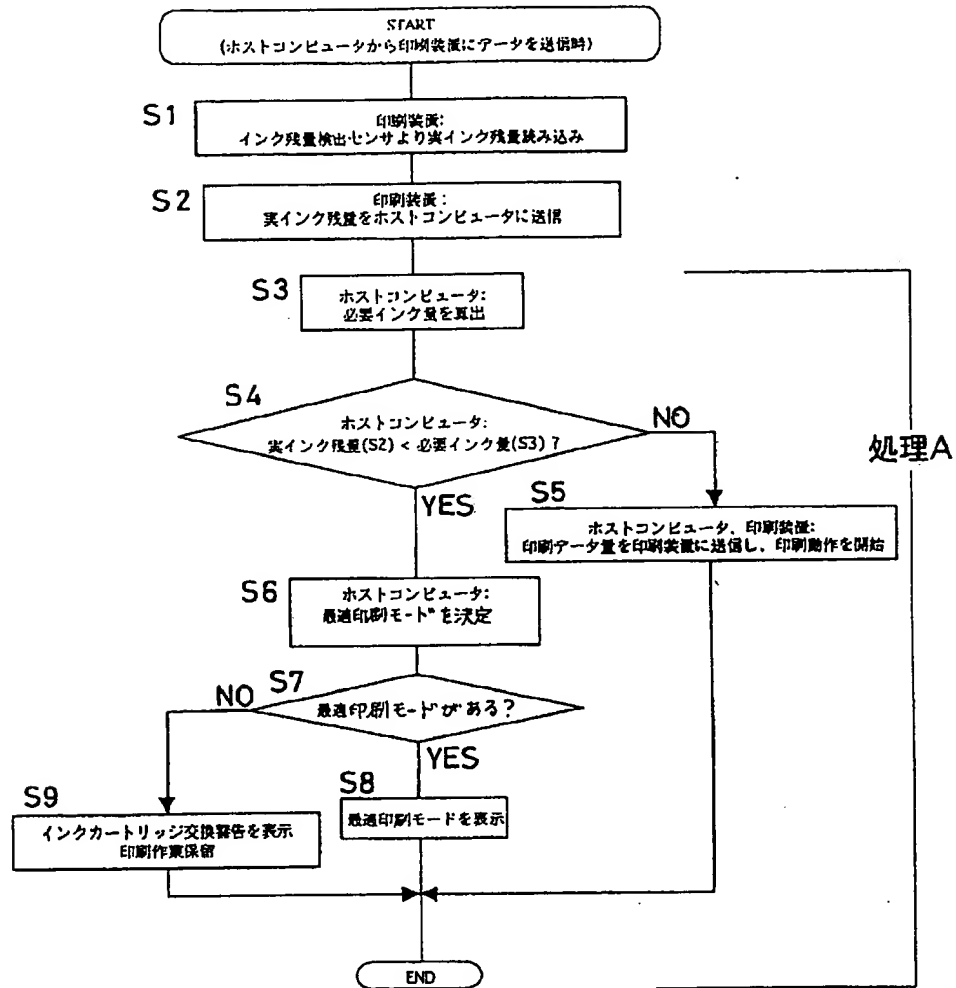 START
(ホストコンピュータから印刷装置にデータを送信時)
S1
印刷装置:
インク残量検出センサより実インク残量読み込み
S2
印刷装置:
実インク残量をホストコンピュータに送信
S3
ホストコンピュータ:
必要インク量を算出
S4
ホストコンピュータ:
実インク残量(S2) < 必要インク量(S3) ?
NO
処理A
YES
S5
ホストコンピュータ、印刷装置:
印刷データ量を印刷装置に送信し、印刷動作を開始
S6
ホストコンピュータ:
最適印刷モードを決定
S7
NO
最適印刷モードがある?
YES
S8
最適印刷モードを表示
S9
インクカートリッジ交換警告を表示
印刷作業保留
END